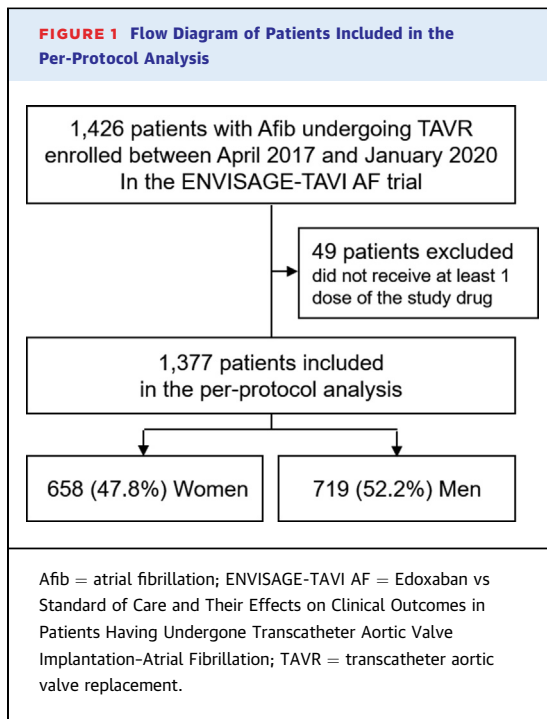 FIGURE 1 Flow Diagram of Patients Included in the
Per-Protocol Analysis
1,426 patients with Afib undergoing TAVR
enrolled between April 2017 and January 2020
In the ENVISAGE-TAVI AF trial
49 patients excluded
did not receive at least 1
dose of the study drug
1,377 patients included
in the per-protocol analysis
658 (47.8%) Women
719 (52.2%) Men
Afib = atrial fibrillation; ENVISAGE-TAVI AF = Edoxaban vs
Standard of Care and Their Effects on Clinical Outcomes in
Patients Having Undergone Transcatheter Aortic Valve
Implantation–Atrial Fibrillation; TAVR = transcatheter aortic
valve replacement.